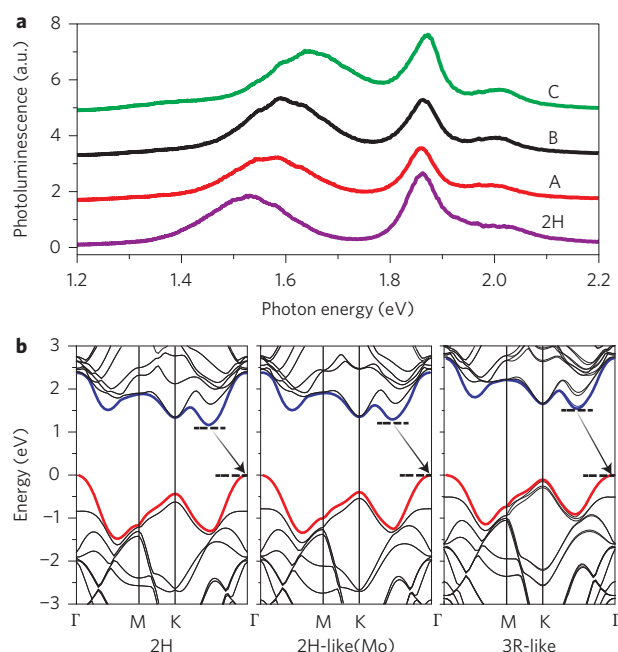 a
Photoluminescence (a.u.)
8
6
4
2
0
C
B
A
2H
1.2 1.4 1.6 1.8 2.0 2.2
Photon energy (eV)
b
Energy (eV)
3
2
1
0
−1
−2
−3
Γ M K Γ M K Γ M K Γ
2H 2H-like(Mo) 3R-like